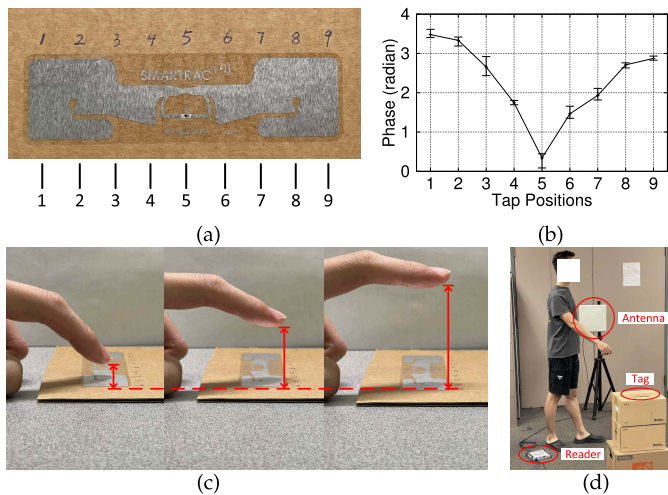 1 2 3 4 5 6 7 8 9
SMARTRAC
1 2 3 4 5 6 7 8 9
(a)
4
3
2
1
0
Phase (radian)
1 2 3 4 5 6 7 8 9
Tap Positions
(b)
(c)
Antenna
Tag
Reader
(d)